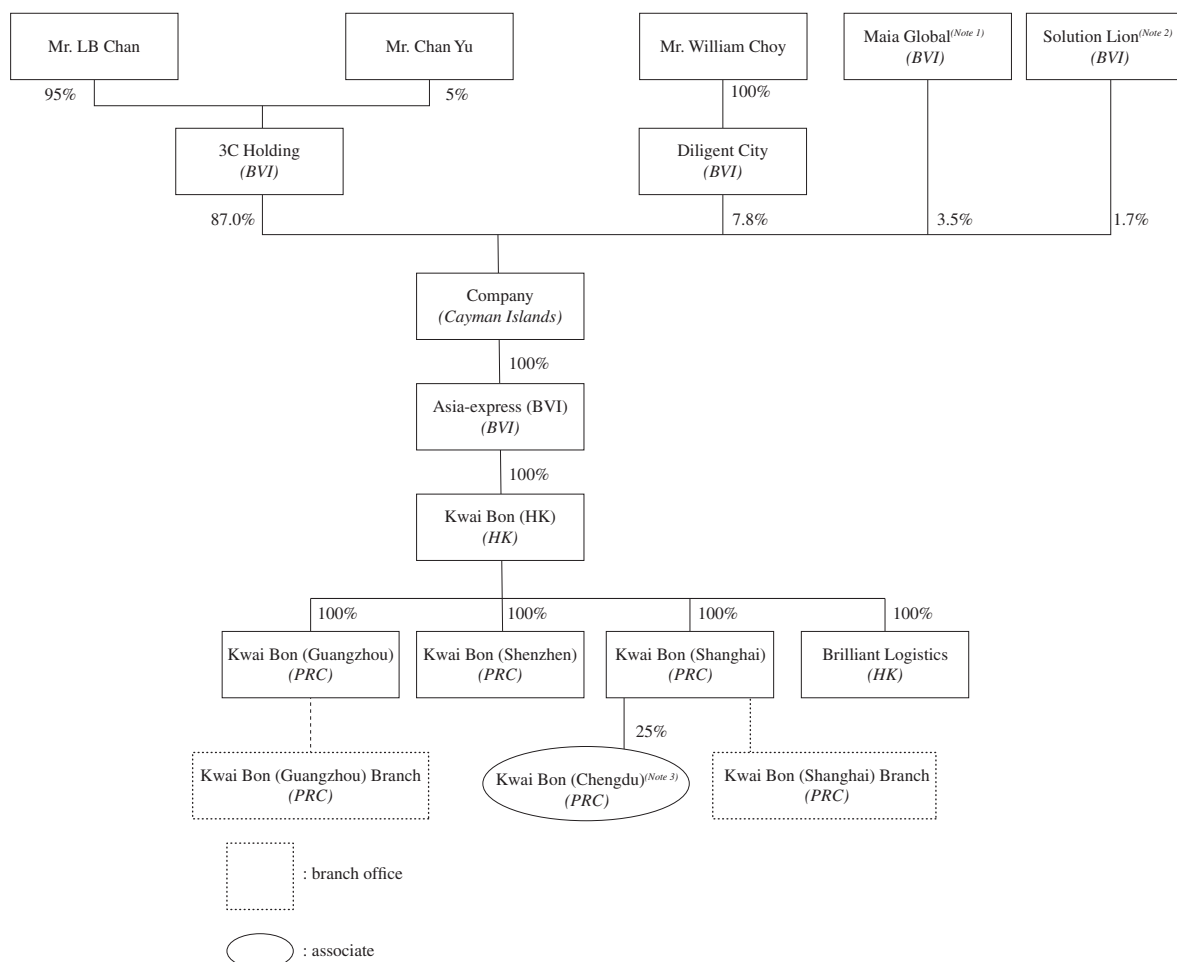 Mr. LB Chan
Mr. Chan Yu
Mr. William Choy
Maia Global(Note 1)
(BVI)
Solution Lion(Note 2)
(BVI)
95%
5%
100%
3C Holding
(BVI)
Diligent City
(BVI)
87.0%
7.8%
3.5%
1.7%
Company
(Cayman Islands)
100%
Asia-express (BVI)
(BVI)
100%
Kwai Bon (HK)
(HK)
100%
100%
100%
100%
Kwai Bon (Guangzhou)
(PRC)
Kwai Bon (Shenzhen)
(PRC)
Kwai Bon (Shanghai)
(PRC)
Brilliant Logistics
(HK)
25%
Kwai Bon (Guangzhou) Branch
(PRC)
Kwai Bon (Chengdu)(Note 3)
(PRC)
Kwai Bon (Shanghai) Branch
(PRC)
: branch office
: associate